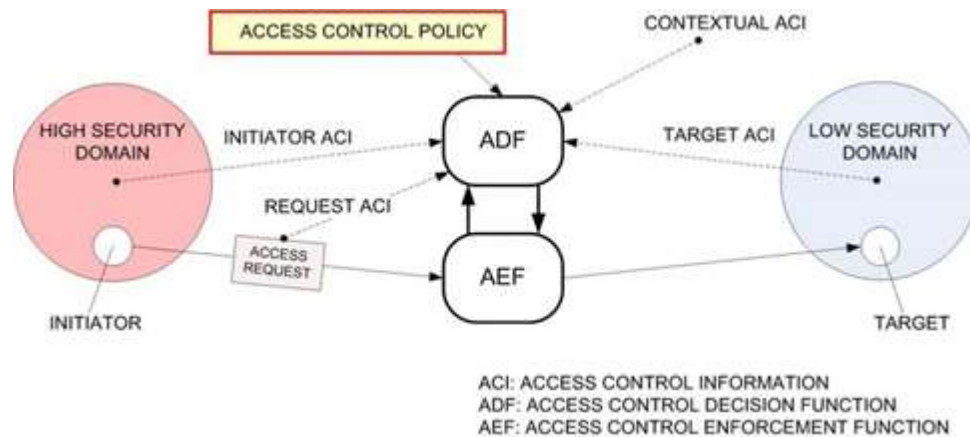 ACCESS CONTROL POLICY
CONTEXTUAL ACI
HIGH SECURITY
DOMAIN
INITIATOR ACI
ADF
TARGET ACI
LOW SECURITY
DOMAIN
REQUEST ACI
ACCESS
REQUEST
AEF
INITIATOR
TARGET
ACI: ACCESS CONTROL INFORMATION
ADF: ACCESS CONTROL DECISION FUNCTION
AEF: ACCESS CONTROL ENFORCEMENT FUNCTION